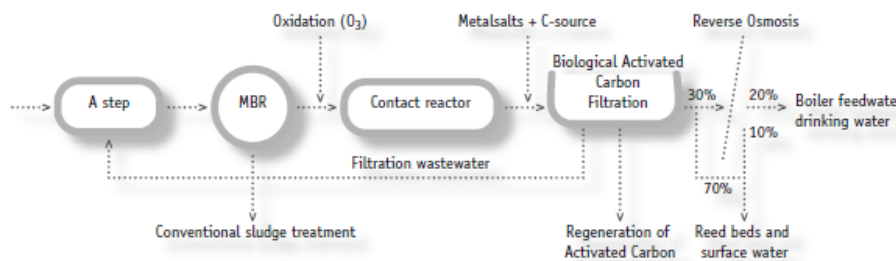 Oxidation (O₃)
Metalsalts + C-source
Reverse Osmosis
Biological Activated
Carbon
Filtration
A step
MBR
Contact reactor
30%
20%
Boiler feedwate
drinking water
10%
Filtration wastewater
70%
Conventional sludge treatment
Regeneration of
Activated Carbon
Reed beds and
surface water